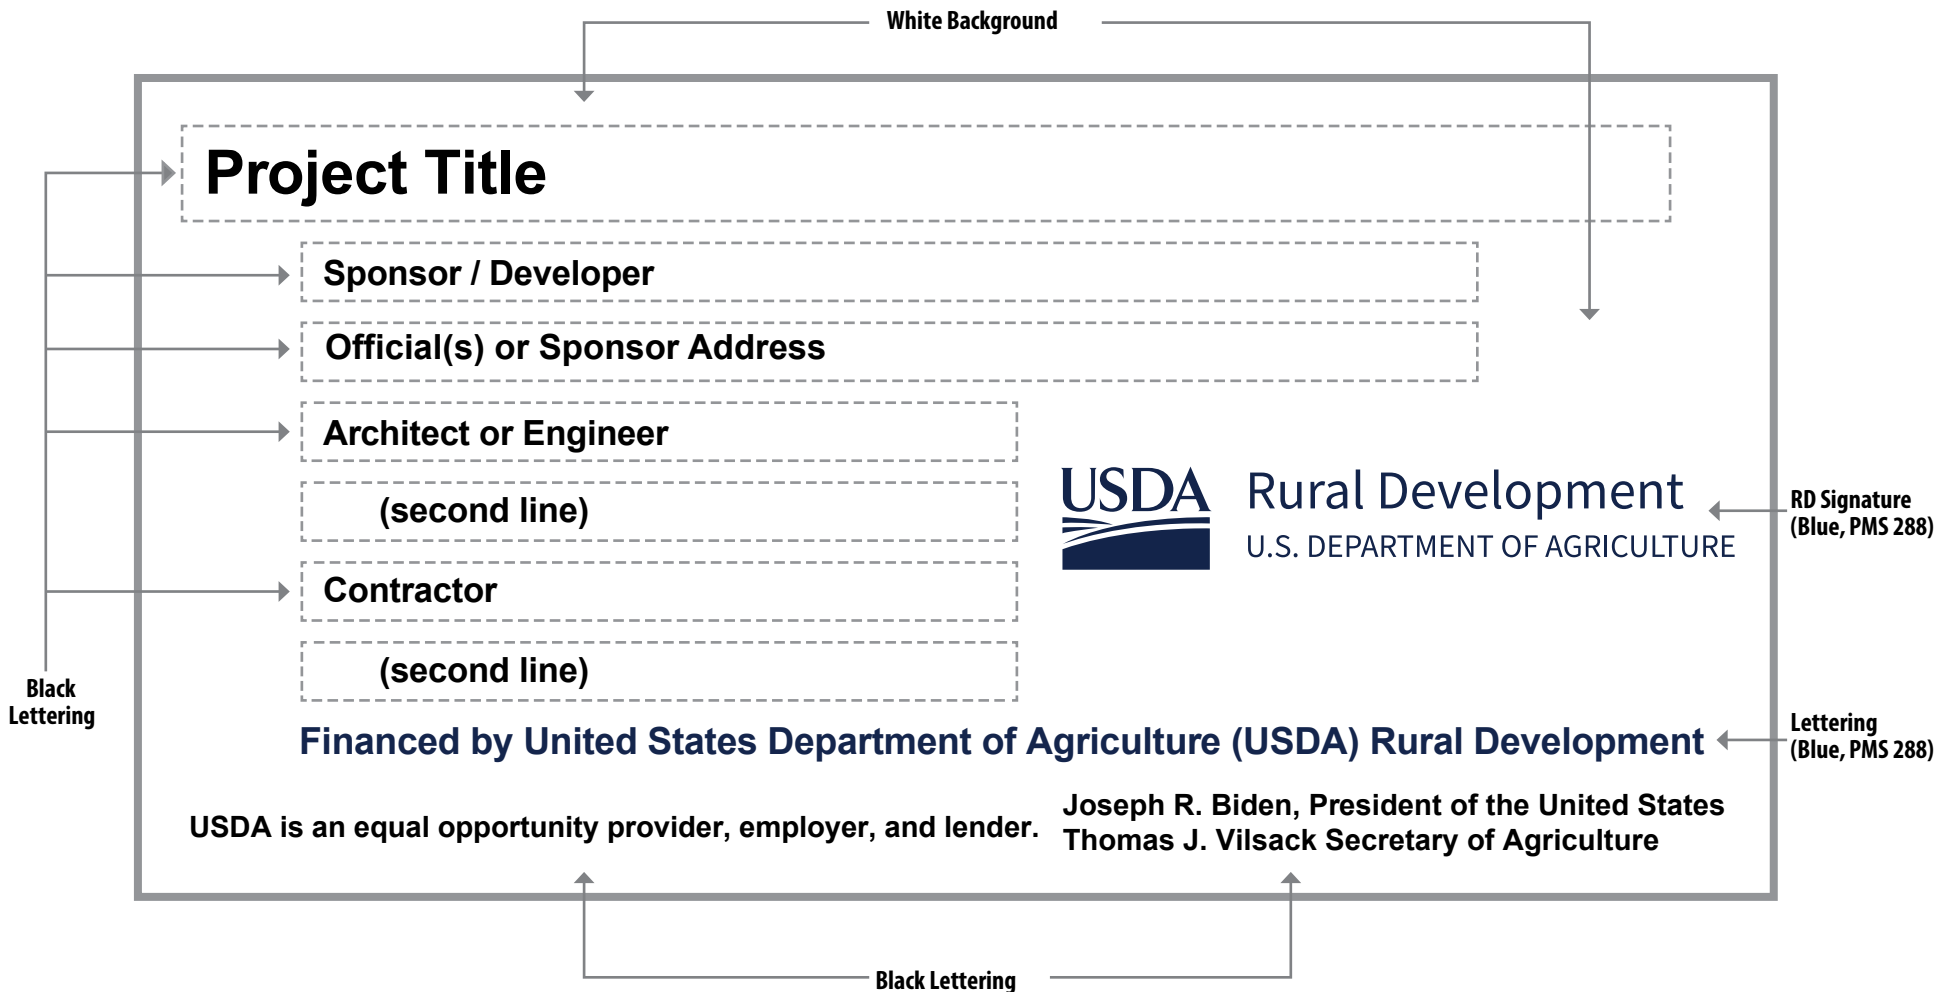 White Background
Project Title
Sponsor / Developer
Official(s) or Sponsor Address
Architect or Engineer
(second line)
Contractor
(second line)
USDA
Rural Development
U.S. DEPARTMENT OF AGRICULTURE
RD Signature
(Blue, PMS 288)
Black
Lettering
Financed by United States Department of Agriculture (USDA) Rural Development
Lettering
(Blue, PMS 288)
USDA is an equal opportunity provider, employer, and lender.
Joseph R. Biden, President of the United States
Thomas J. Vilsack Secretary of Agriculture
Black Lettering